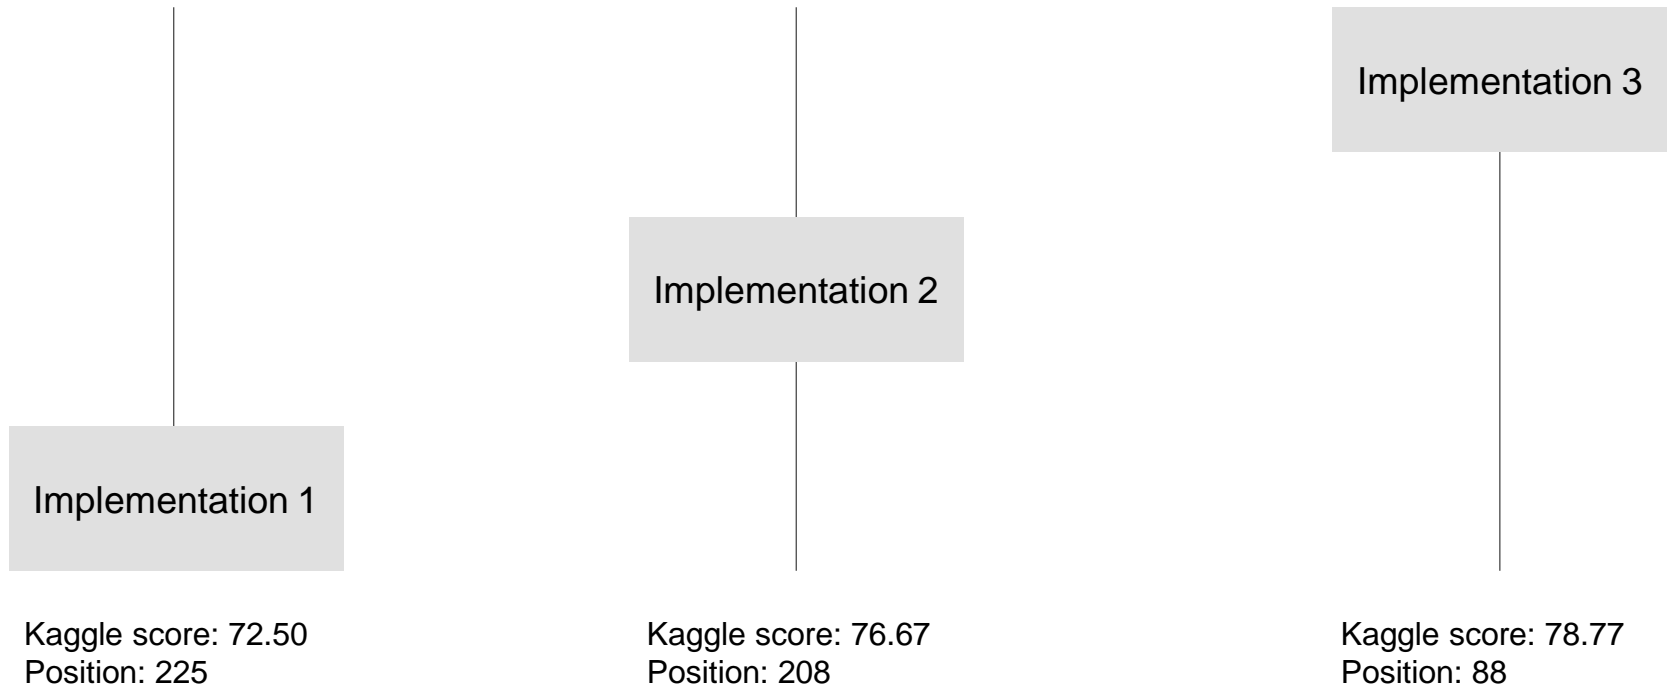 Implementation 3
Implementation 2
Implementation 1
Kaggle score: 72.50
Position: 225
Kaggle score: 76.67
Position: 208
Kaggle score: 78.77
Position: 88